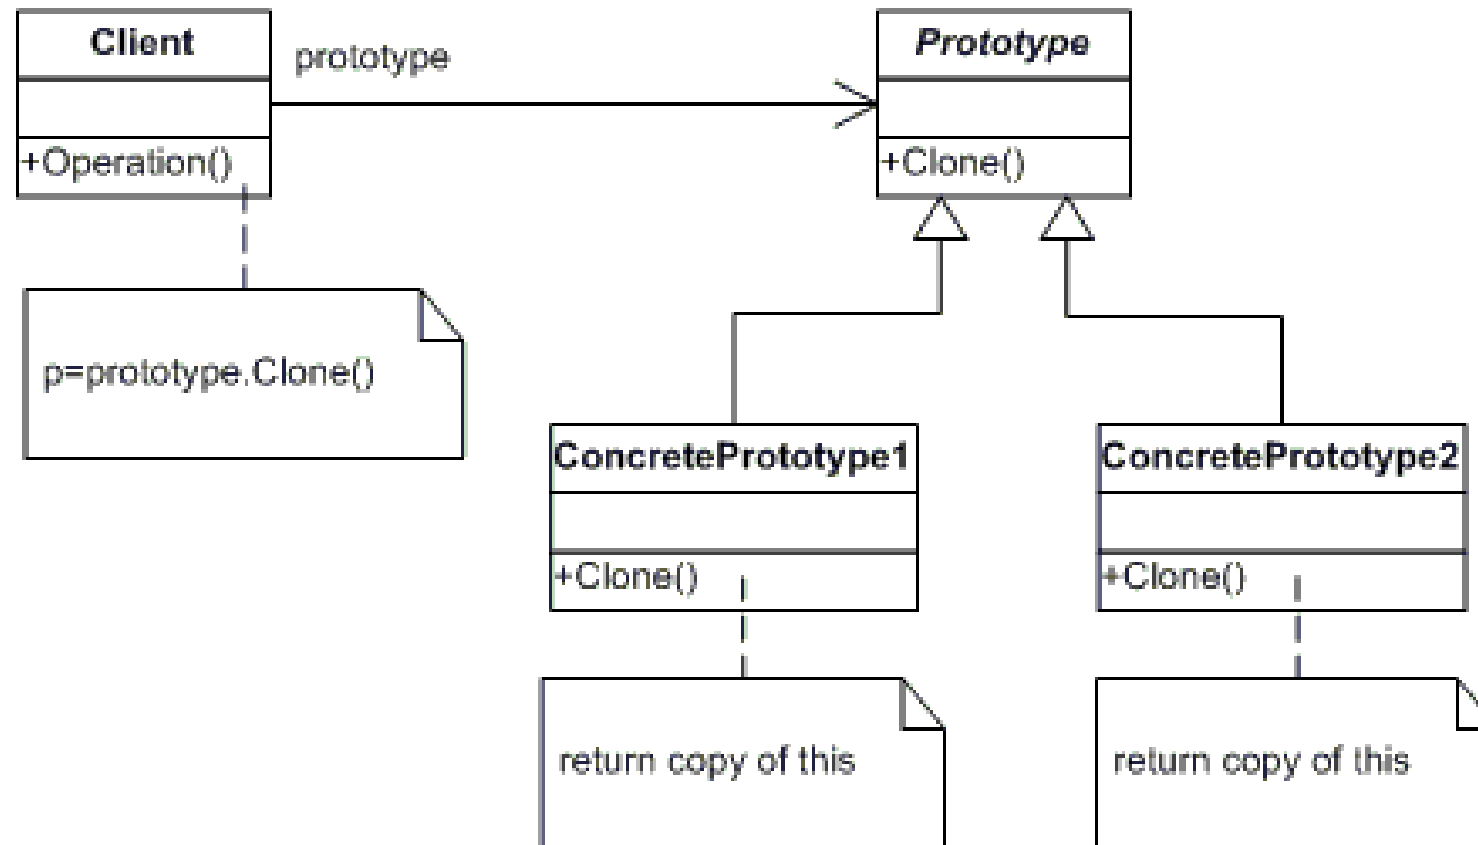 Client
prototype
Prototype
+Operation()
+Clone()
p=prototype.Clone()
ConcretePrototype1
ConcretePrototype2
+Clone()
+Clone()
return copy of this
return copy of this